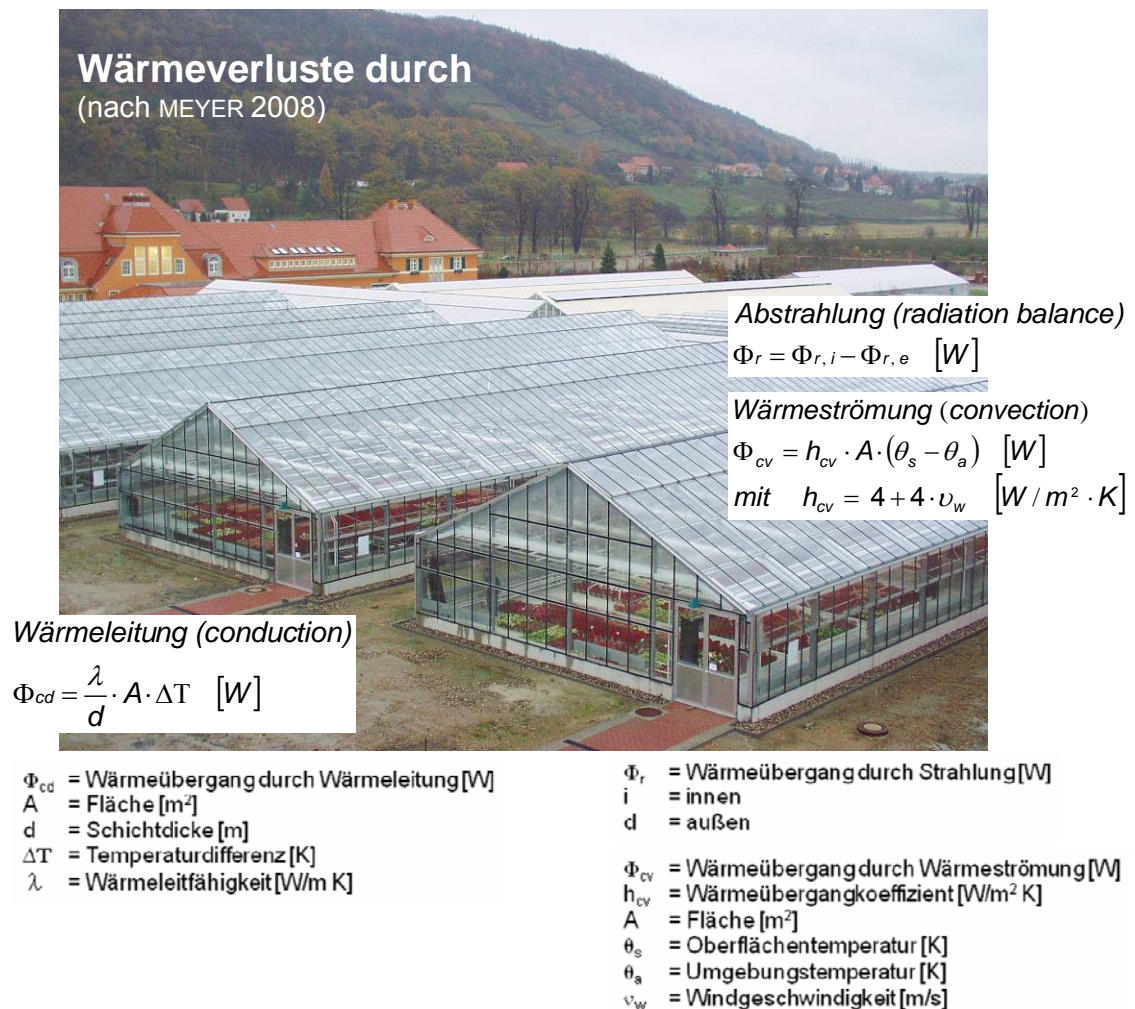 Wärmeverluste durch
(nach MEYER 2008)
Abstrahlung (radiation balance)
Φr = Φr, i − Φr, e [W]
Wärmeströmung (convection)
Φcv = hcv · A · (θs − θa) [W]
mit hcv = 4 + 4 · υw [W / m² · K]
Wärmeleitung (conduction)
Φcd = λ/d · A · ΔT [W]
Φcd = Wärmeübergang durch Wärmeleitung [W]
A = Fläche [m²]
d = Schichtdicke [m]
ΔT = Temperaturdifferenz [K]
λ = Wärmeleitfähigkeit [W/m K]
Φr = Wärmeübergang durch Strahlung [W]
i = innen
d = außen
Φcv = Wärmeübergang durch Wärmeströmung [W]
hcv = Wärmeübergangkoeffizient [W/m² K]
A = Fläche [m²]
θs = Oberflächentemperatur [K]
θa = Umgebungstemperatur [K]
νw = Windgeschwindigkeit [m/s]